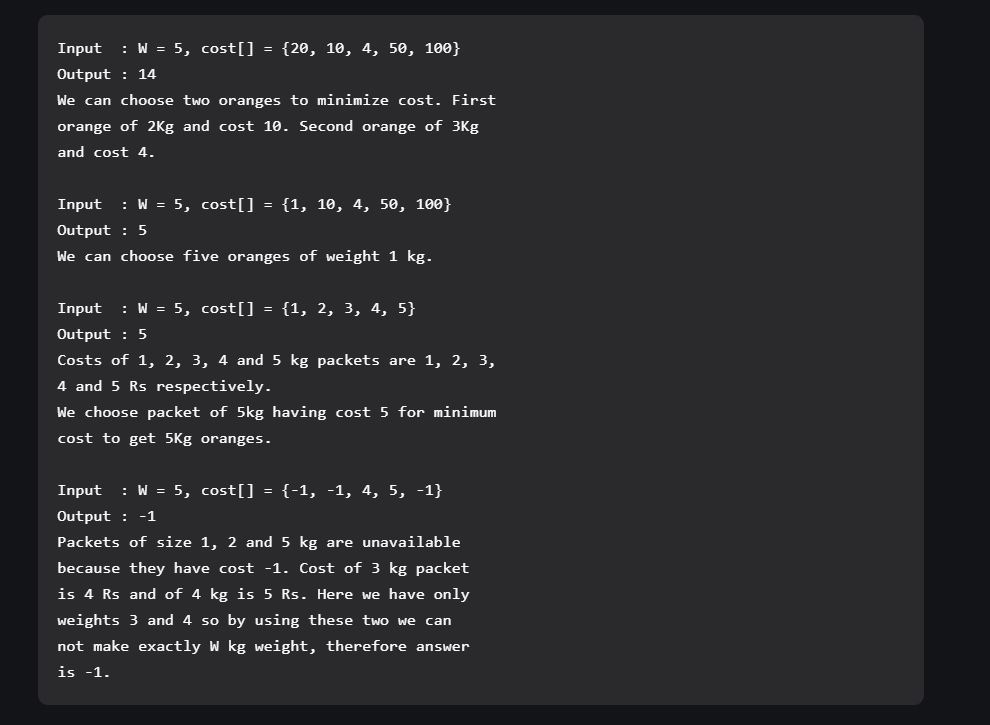 Input  : W = 5, cost[] = {20, 10, 4, 50, 100}
Output : 14
We can choose two oranges to minimize cost. First
orange of 2Kg and cost 10. Second orange of 3Kg
and cost 4.
Input  : W = 5, cost[] = {1, 10, 4, 50, 100}
Output : 5
We can choose five oranges of weight 1 kg.
Input  : W = 5, cost[] = {1, 2, 3, 4, 5}
Output : 5
Costs of 1, 2, 3, 4 and 5 kg packets are 1, 2, 3,
4 and 5 Rs respectively.
We choose packet of 5kg having cost 5 for minimum
cost to get 5Kg oranges.
Input  : W = 5, cost[] = {-1, -1, 4, 5, -1}
Output : -1
Packets of size 1, 2 and 5 kg are unavailable
because they have cost -1. Cost of 3 kg packet
is 4 Rs and of 4 kg is 5 Rs. Here we have only
weights 3 and 4 so by using these two we can
not make exactly W kg weight, therefore answer
is -1.